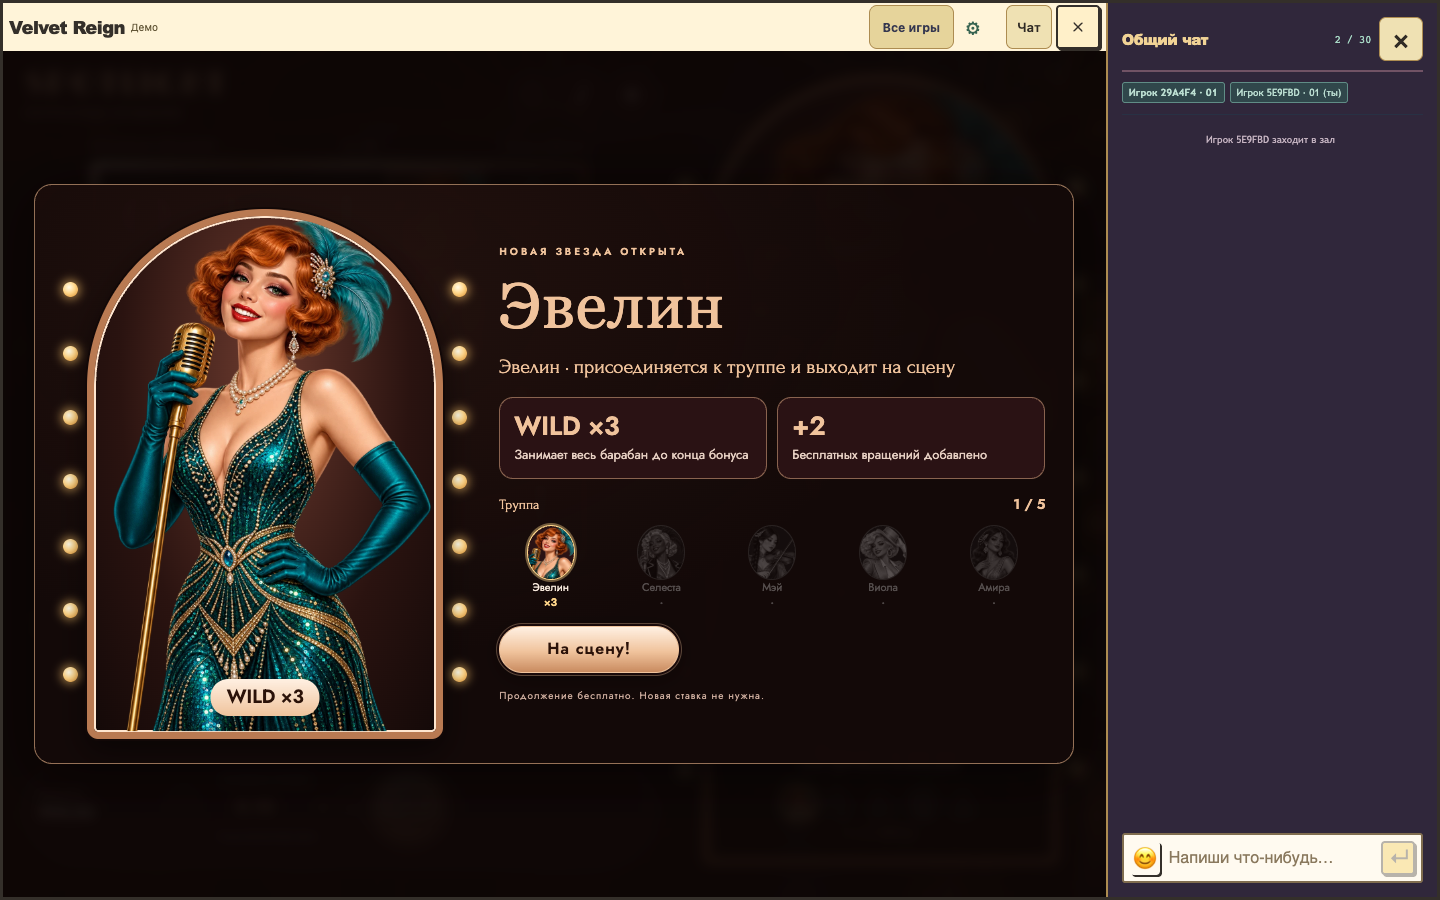 Velvet Reign Демо
Все игры
Чат
×
Общий чат
2 / 30
×
Игрок 29A4F4 · 01
Игрок 5E9FBD · 01 (ты)
Игрок 5E9FBD заходит в зал
НОВАЯ ЗВЕЗДА ОТКРЫТА
Эвелин
Эвелин · присоединяется к труппе и выходит на сцену
WILD ×3
Занимает весь барабан до конца бонуса
+2
Бесплатных вращений добавлено
Труппа
1 / 5
Эвелин
×3
Селеста
·
Мэй
·
Виола
·
Амира
·
WILD ×3
На сцену!
Продолжение бесплатно. Новая ставка не нужна.
Напиши что-нибудь...